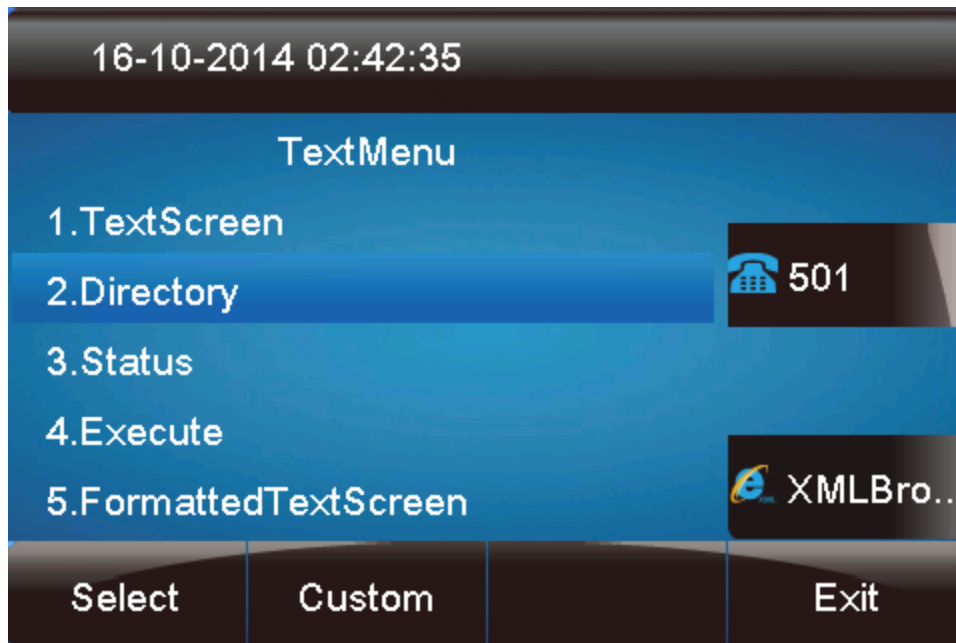 16-10-2014 02:42:35
TextMenu
1.TextScreen
2.Directory
3.Status
4.Execute
5.FormattedTextScreen
501
XMLBro..
Select
Custom
Exit